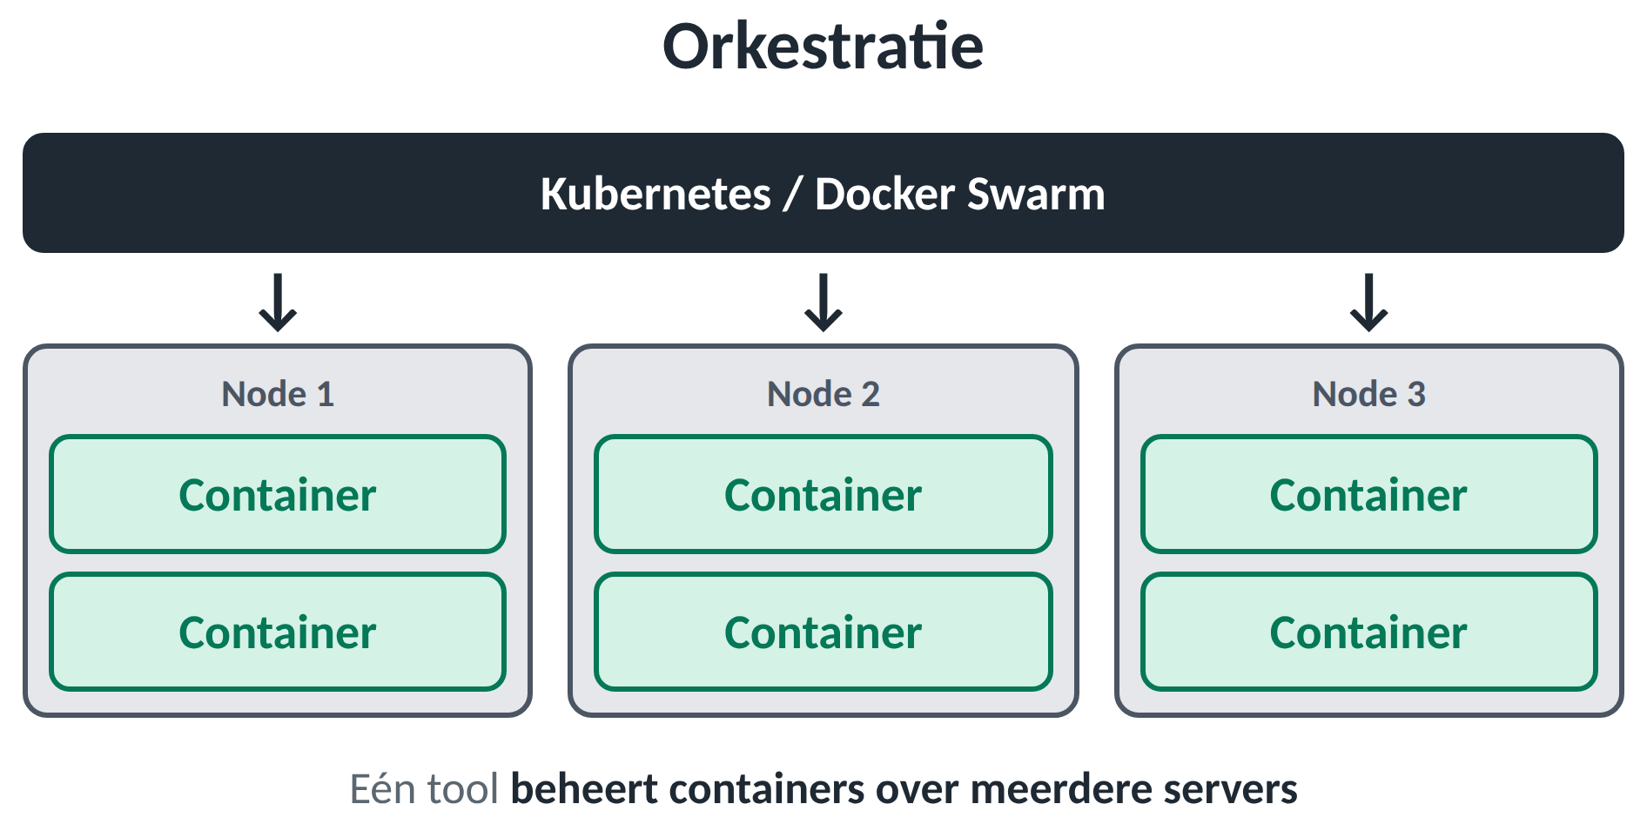 Orkestratie
Kubernetes / Docker Swarm
Node 1
Container
Container
Node 2
Container
Container
Node 3
Container
Container
Eén tool beheert containers over meerdere servers